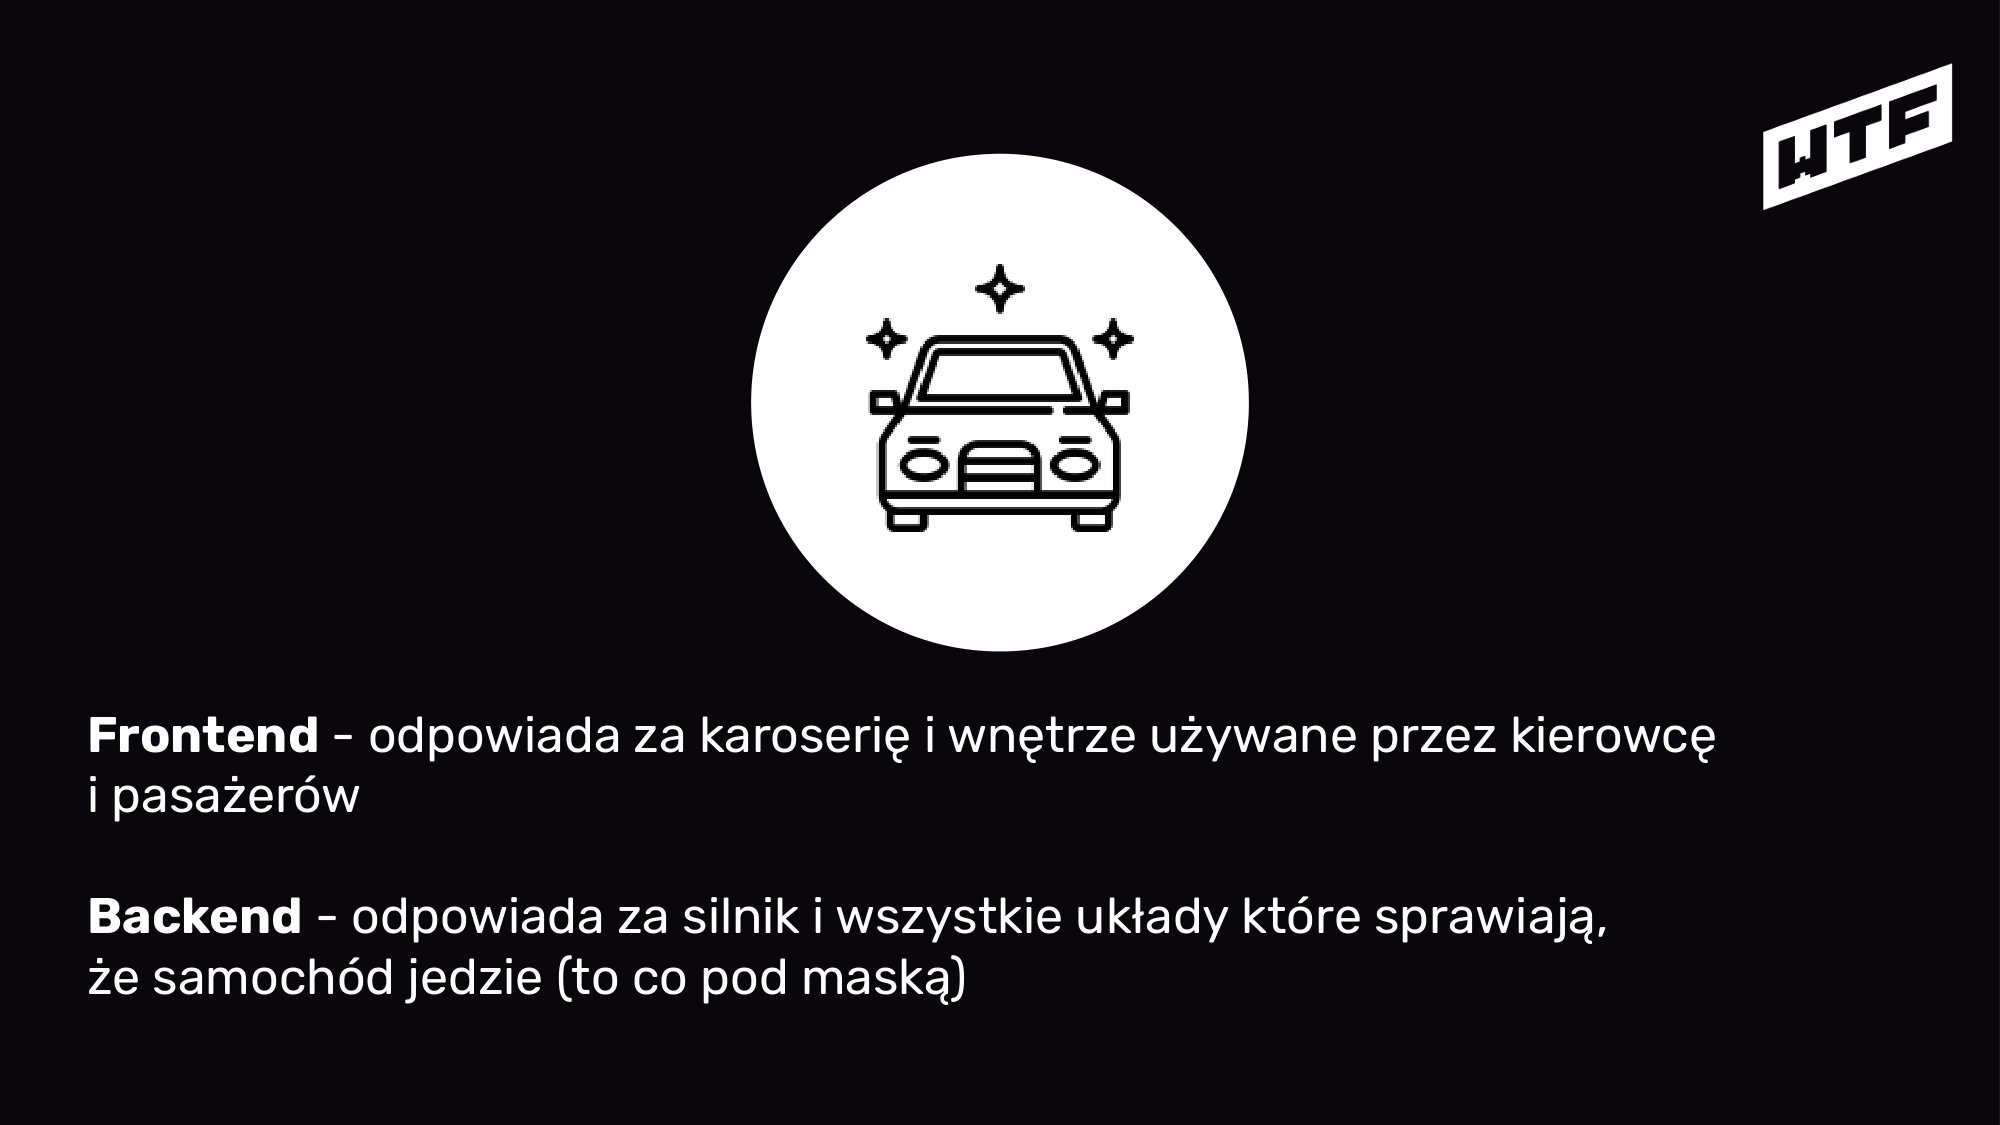 WTF
Frontend - odpowiada za karoserię i wnętrze używane przez kierowcę
i pasażerów
Backend - odpowiada za silnik i wszystkie układy które sprawiają,
że samochód jedzie (to co pod maską)